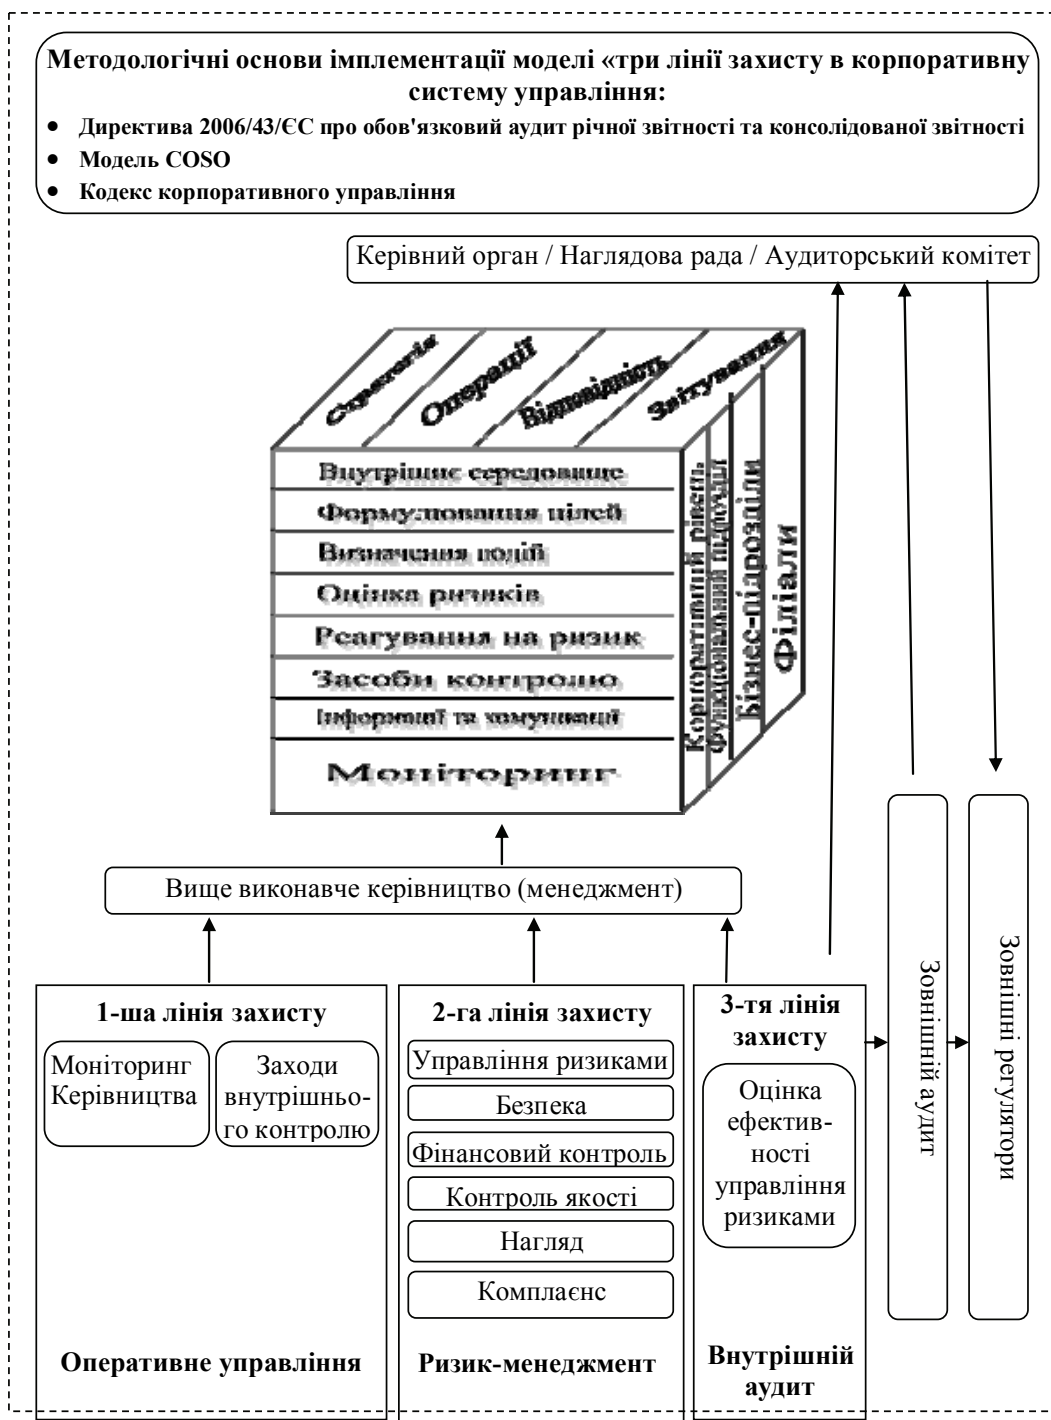 Методологічні основи імплементації моделі «три лінії захисту в корпоративну
систему управління:
• Директива 2006/43/ЄС про обов'язковий аудит річної звітності та консолідованої звітності
• Модель COSO
• Кодекс корпоративного управління
Керівний орган / Наглядова рада / Аудиторський комітет
Стратегія
Операції
Відповідність
Звітування
Внутрішнє середовище
Формулювання цілей
Визначення подій
Оцінка ризиків
Реагування на ризик
Засоби контролю
Інформації та комунікації
Моніторинг
Корпоративний рівень
Функціональний підрозділ
Бізнес-підрозділи
Філіали
Вище виконавче керівництво (менеджмент)
1-ша лінія захисту
Моніторинг
Керівництва
Заходи
внутрішньо-
го контролю
Оперативне управління
2-га лінія захисту
Управління ризиками
Безпека
Фінансовий контроль
Контроль якості
Нагляд
Комплаєнс
Ризик-менеджмент
3-тя лінія
захисту
Оцінка
ефектив-
ності
управління
ризиками
Внутрішній
аудит
Зовнішній аудит
Зовнішні регулятори